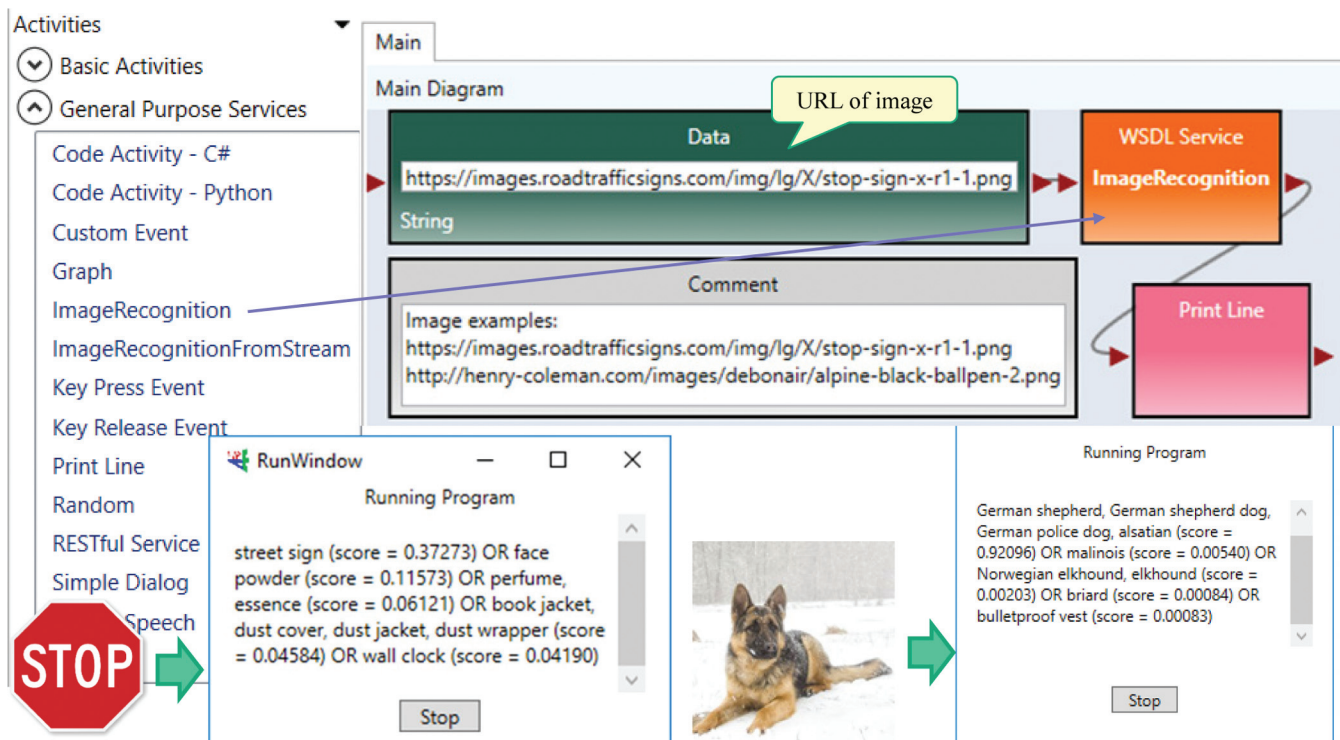 Activities
Basic Activities
General Purpose Services
Code Activity - C#
Code Activity - Python
Custom Event
Graph
ImageRecognition
ImageRecognitionFromStream
Key Press Event
Key Release Event
Print Line
Random
RESTful Service
Simple Dialog
Speech
Main
Main Diagram
URL of image
Data
https://images.roadtrafficsigns.com/img/lg/X/stop-sign-x-r1-1.png
String
WSDL Service
ImageRecognition
Comment
Image examples:
https://images.roadtrafficsigns.com/img/lg/X/stop-sign-x-r1-1.png
http://henry-coleman.com/images/debonair/alpine-black-ballpen-2.png
Print Line
STOP
RunWindow
Running Program
street sign (score = 0.37273) OR face
powder (score = 0.11573) OR perfume,
essence (score = 0.06121) OR book jacket,
dust cover, dust jacket, dust wrapper (score
= 0.04584) OR wall clock (score = 0.04190)
Stop
Running Program
German shepherd, German shepherd dog,
German police dog, alsatian (score =
0.92096) OR malinois (score = 0.00540) OR
Norwegian elkhound, elkhound (score =
0.00203) OR briard (score = 0.00084) OR
bulletproof vest (score = 0.00083)
Stop